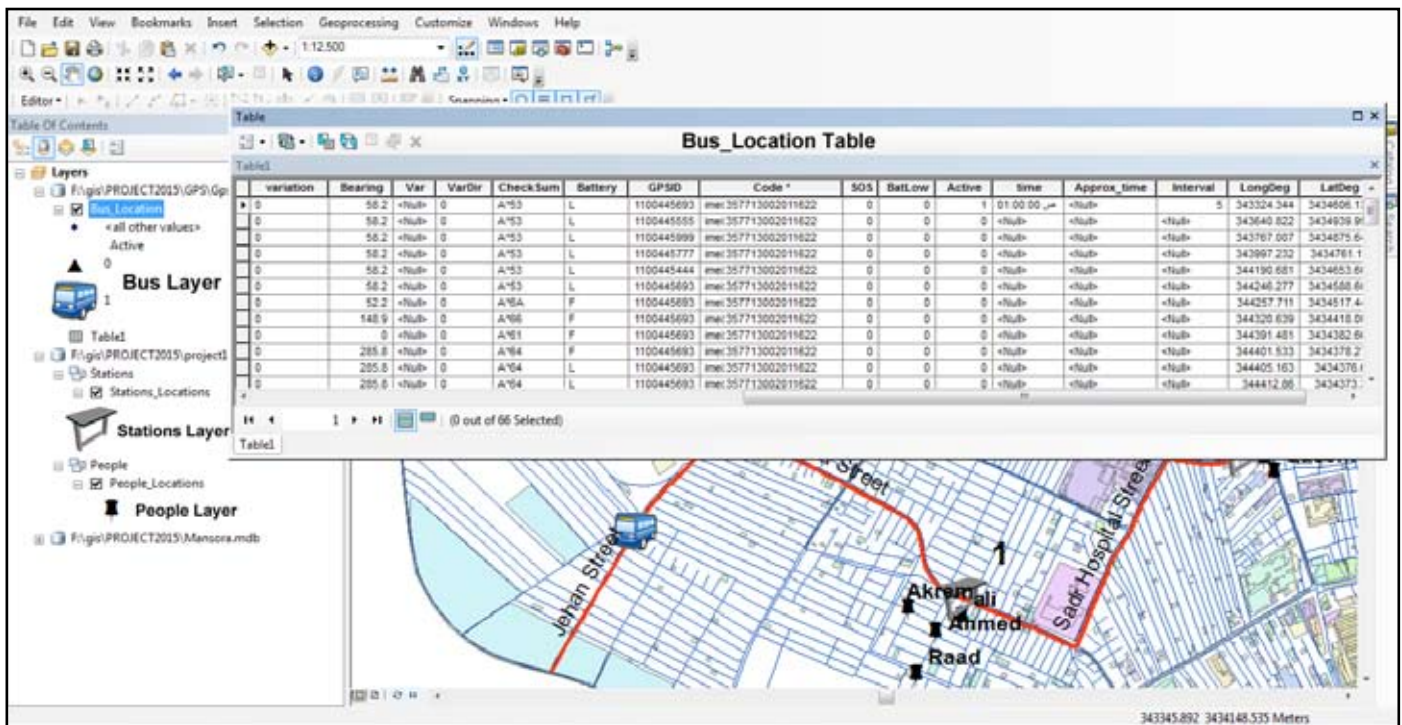 File Edit View Bookmarks Insert Selection Geoprocessing Customize Windows Help
1:12.500
Editor
Table Of Contents
Table
Bus_Location Table
Table1
variation Bearing Var VarDir CheckSum Battery GPSID Code * SOS BatLow Active time Approx_time Interval LongDeg LatDeg
0 58.2 <Null> 0 A*53 L 1100445693 imei:357713002011622 0 0 1 01:00:00 ص <Null> 5 343324.344
0 58.2 <Null> 0 A*53 L 1100445555 imei:357713002011622 0 0 0 <Null> <Null> <Null> 343640.822
0 58.2 <Null> 0 A*53 L 1100445999 imei:357713002011622 0 0 0 <Null> <Null> <Null> 343767.007
0 58.2 <Null> 0 A*53 L 1100445777 imei:357713002011622 0 0 0 <Null> <Null> <Null> 343997.232
0 58.2 <Null> 0 A*53 L 1100445444 imei:357713002011622 0 0 0 <Null> <Null> <Null> 344190.681
0 58.2 <Null> 0 A*53 L 1100445693 imei:357713002011622 0 0 0 <Null> <Null> <Null> 344246.277
0 52.2 <Null> 0 A*6A F 1100445693 imei:357713002011622 0 0 0 <Null> <Null> <Null> 344257.711
0 148.9 <Null> 0 A*66 F 1100445693 imei:357713002011622 0 0 0 <Null> <Null> <Null> 344320.639
0 0 <Null> 0 A*61 F 1100445693 imei:357713002011622 0 0 0 <Null> <Null> <Null> 344391.481
0 285.8 <Null> 0 A*64 F 1100445693 imei:357713002011622 0 0 0 <Null> <Null> <Null> 344401.533
0 285.8 <Null> 0 A*64 L 1100445693 imei:357713002011622 0 0 0 <Null> <Null> <Null> 344405.163
0 285.8 <Null> 0 A*64 L 1100445693 imei:357713002011622 0 0 0 <Null> <Null> <Null> 344412.86
1 (0 out of 66 Selected)
Table1
Layers
F:\gis\PROJECT2015\GPS\Gp
Bus_Location
<all other values>
Active
0
Bus Layer
1
Table1
F:\gis\PROJECT2015\project1
Stations
Stations_Locations
Stations Layer
People
People_Locations
People Layer
F:\gis\PROJECT2015\Mansora.mdb
Street
Jehan Street
Sadr Hospital Street
1
Akrem
ali
Ahmed
Raad
343345.892 3434148.535 Meters